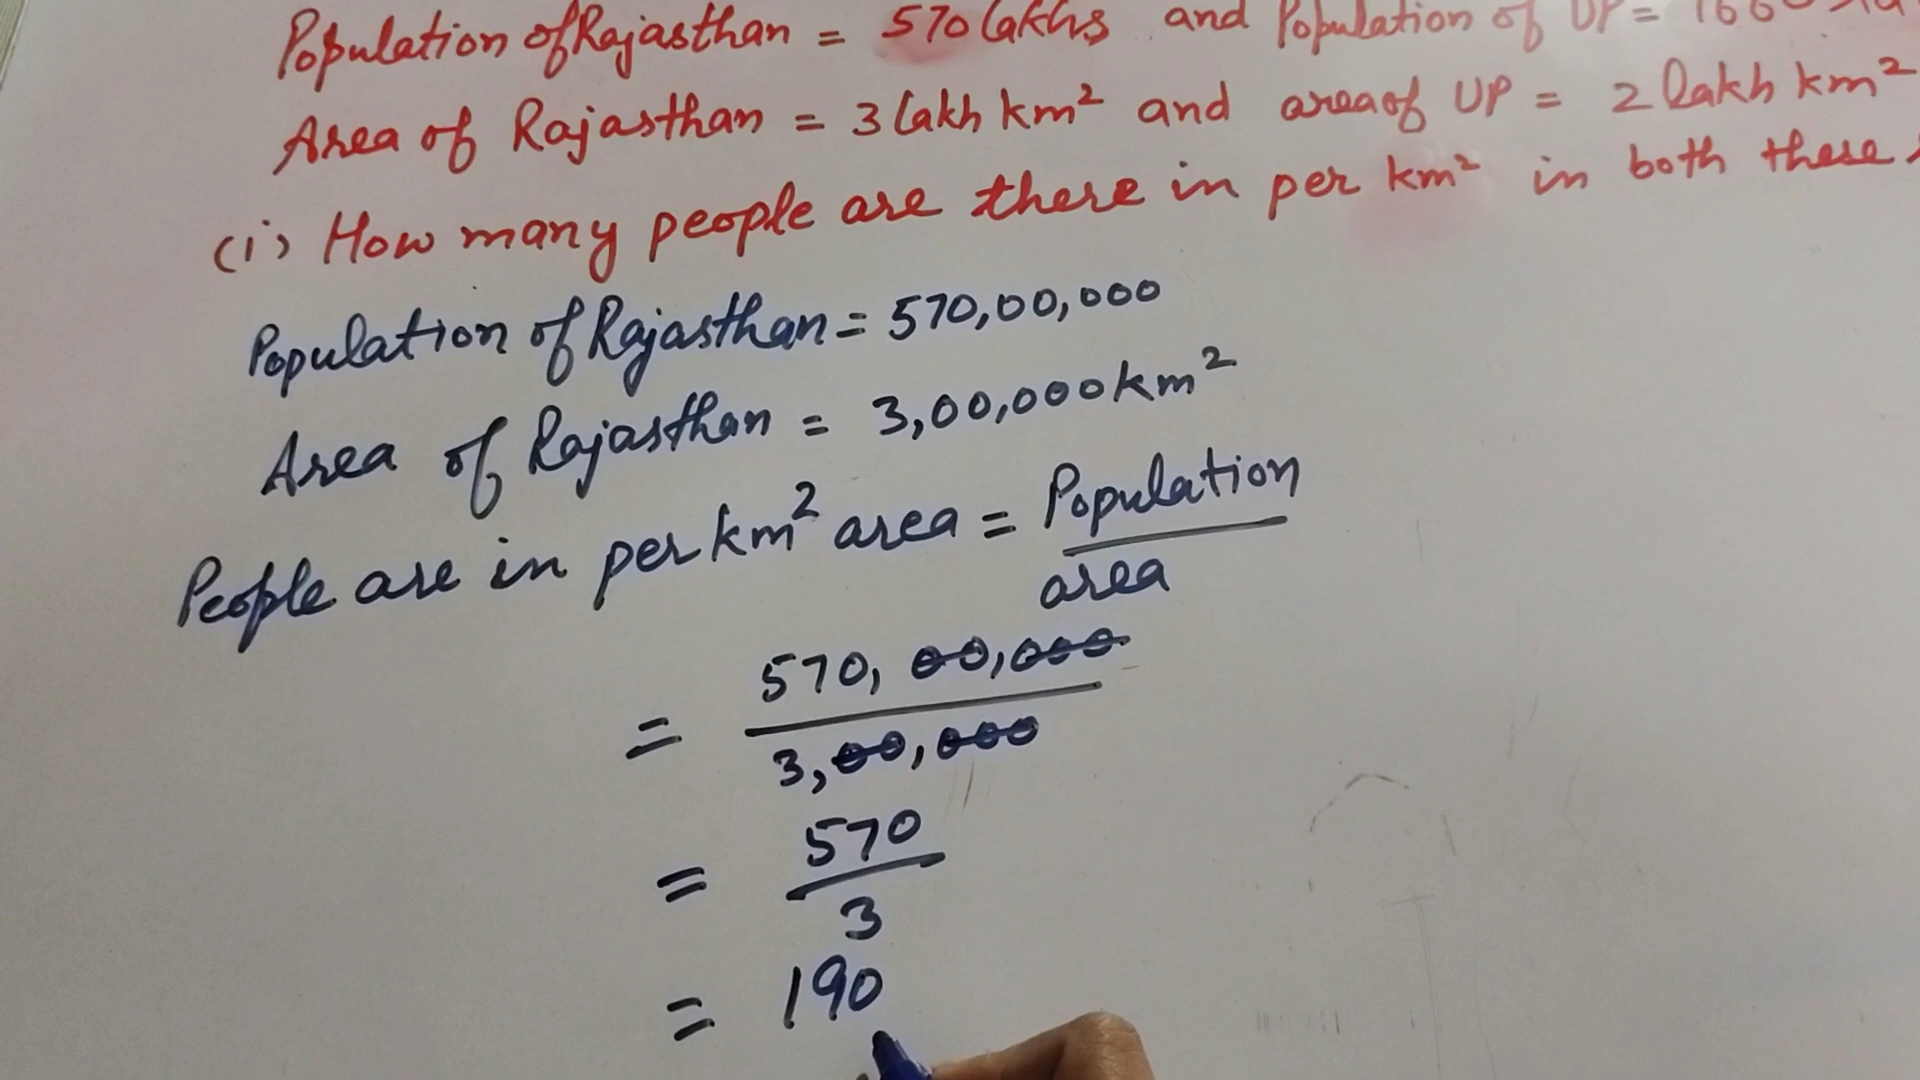 Population of Rajasthan = 570 lakhs and Population of UP =
Area of Rajasthan = 3 lakh km² and area of UP = 2 lakh km²
(i) How many people are there in per km² in both these
Population of Rajasthan = 570,00,000
Area of Rajasthan = 3,00,000 km²
People are in per km² area = Population
area
= 570,00,000
3,00,000
= 570
3
= 190